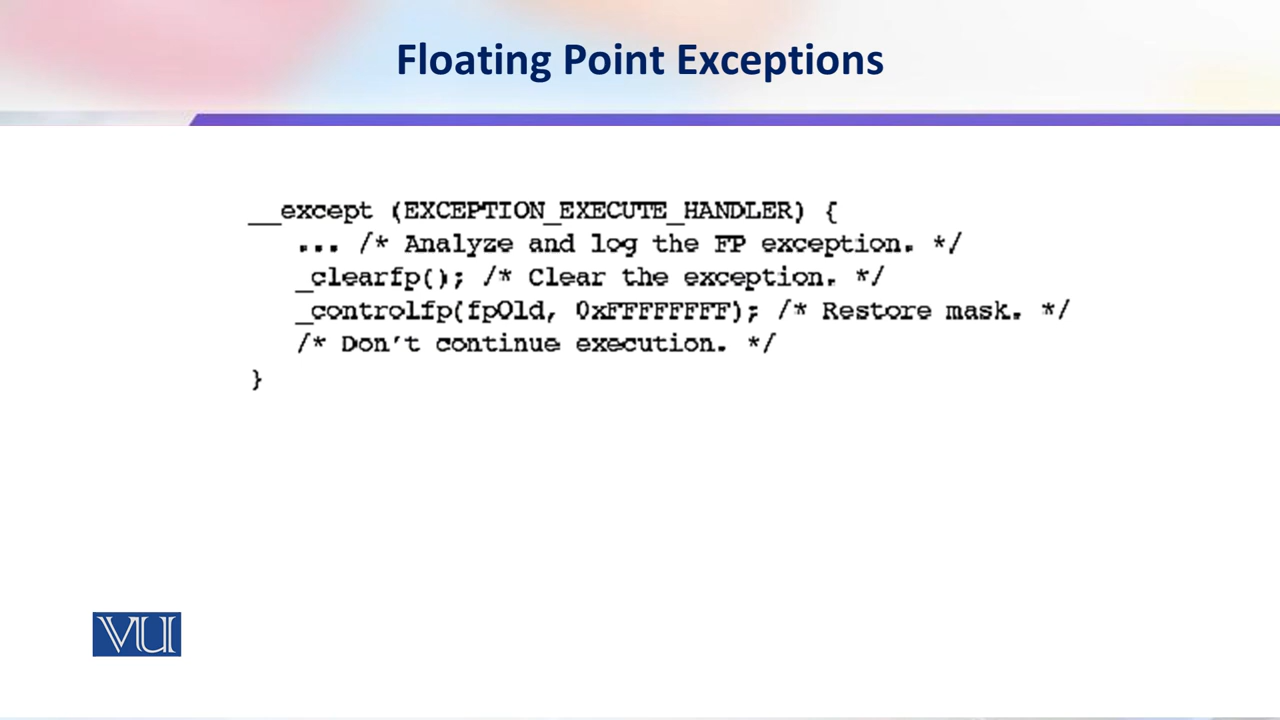 Floating Point Exceptions
__except (EXCEPTION_EXECUTE_HANDLER) {
... /* Analyze and log the FP exception. */
_clearfp(); /* Clear the exception. */
_controlfp(fpOld, 0xFFFFFFFF); /* Restore mask. */
/* Don't continue execution. */
}
VU